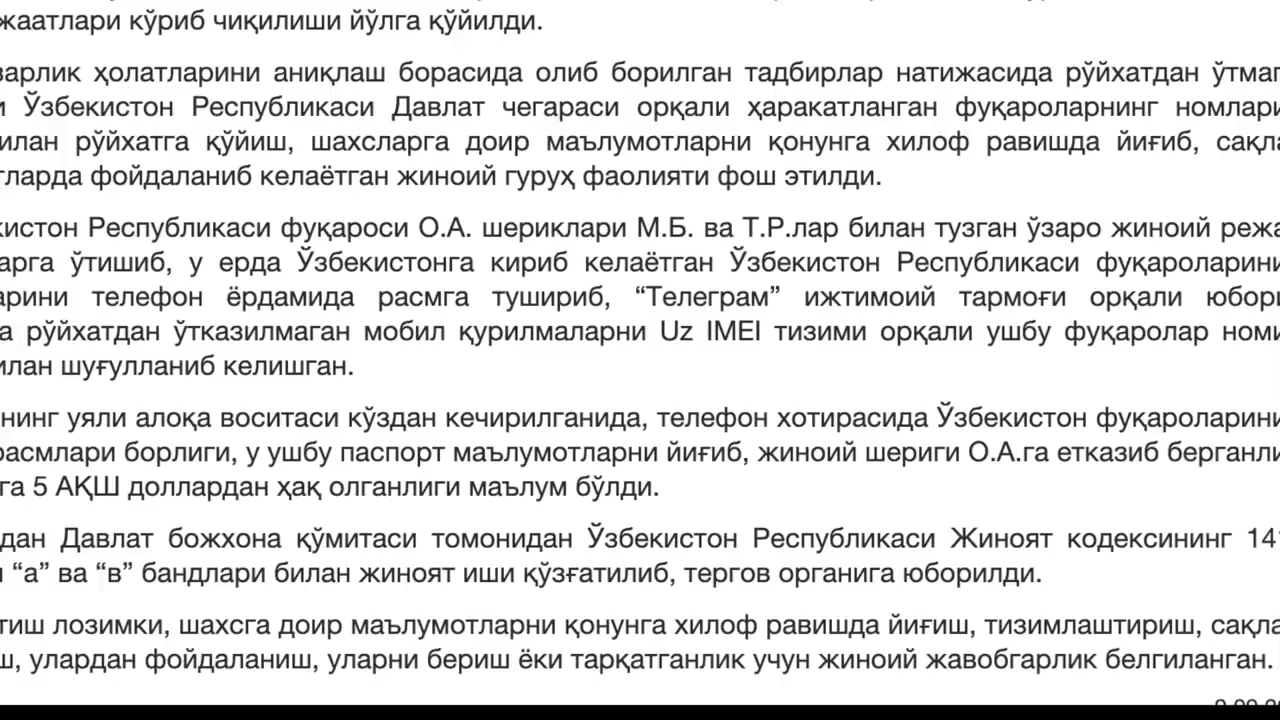 жаатлари кўриб чиқилиши йўлга қўйилди.
зарлик ҳолатларини аниқлаш борасида олиб борилган тадбирлар натижасида рўйхатдан ўтмаг
и Ўзбекистон Республикаси Давлат чегараси орқали ҳаракатланган фуқароларнинг номлари
илан рўйхатга қўйиш, шахсларга доир маълумотларни қонунга хилоф равишда йиғиб, сақла
тларда фойдаланиб келаётган жиноий гуруҳ фаолияти фош этилди.
кистон Республикаси фуқароси О.А. шериклари М.Б. ва Т.Р.лар билан тузган ўзаро жиноий режа
арга ўтишиб, у ерда Ўзбекистонга кириб келаётган Ўзбекистон Республикаси фуқароларини
арини телефон ёрдамида расмга тушириб, “Телеграм” ижтимоий тармоғи орқали юбори
а рўйхатдан ўтказилмаган мобил қурилмаларни Uz IMEI тизими орқали ушбу фуқаролар номи
илан шуғулланиб келишган.
нинг уяли алоқа воситаси кўздан кечирилганида, телефон хотирасида Ўзбекистон фуқароларини
расмлари борлиги, у ушбу паспорт маълумотларни йиғиб, жиноий шериги О.А.га етказиб берганли
га 5 АҚШ доллардан ҳақ олганлиги маълум бўлди.
дан Давлат божхона қўмитаси томонидан Ўзбекистон Республикаси Жиноят кодексининг 141
и “а” ва “в” бандлари билан жиноят иши қўзғатилиб, тергов органига юборилди.
тиш лозимки, шахсга доир маълумотларни қонунга хилоф равишда йиғиш, тизимлаштириш, сақла
ш, улардан фойдаланиш, уларни бериш ёки тарқатганлик учун жиноий жавобгарлик белгиланган.